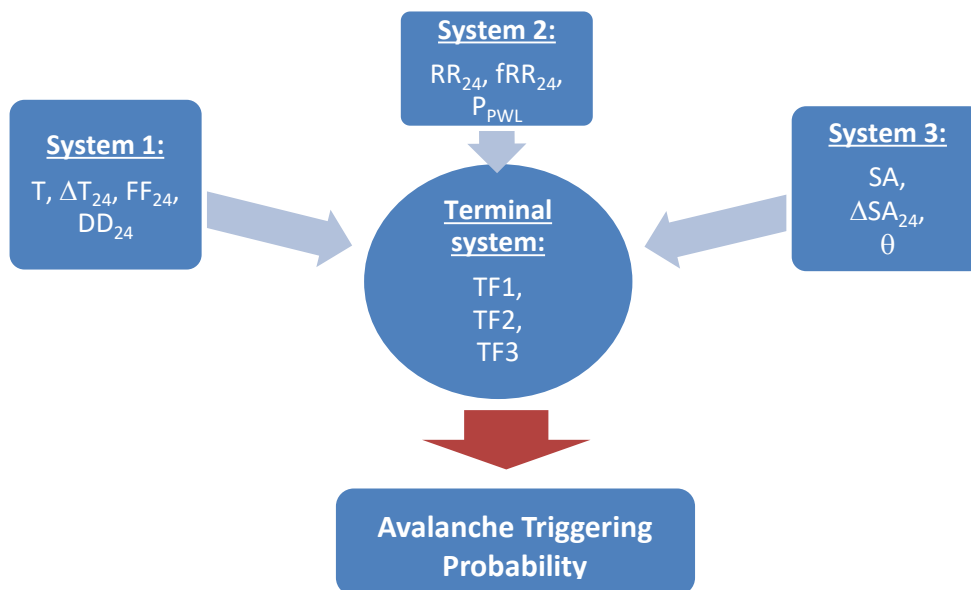 System 1:
T, ΔT₂₄, FF₂₄,
DD₂₄
System 2:
RR₂₄, fRR₂₄,
P_PWL
System 3:
SA,
ΔSA₂₄,
θ
Terminal
system:
TF1,
TF2,
TF3
Avalanche Triggering
Probability